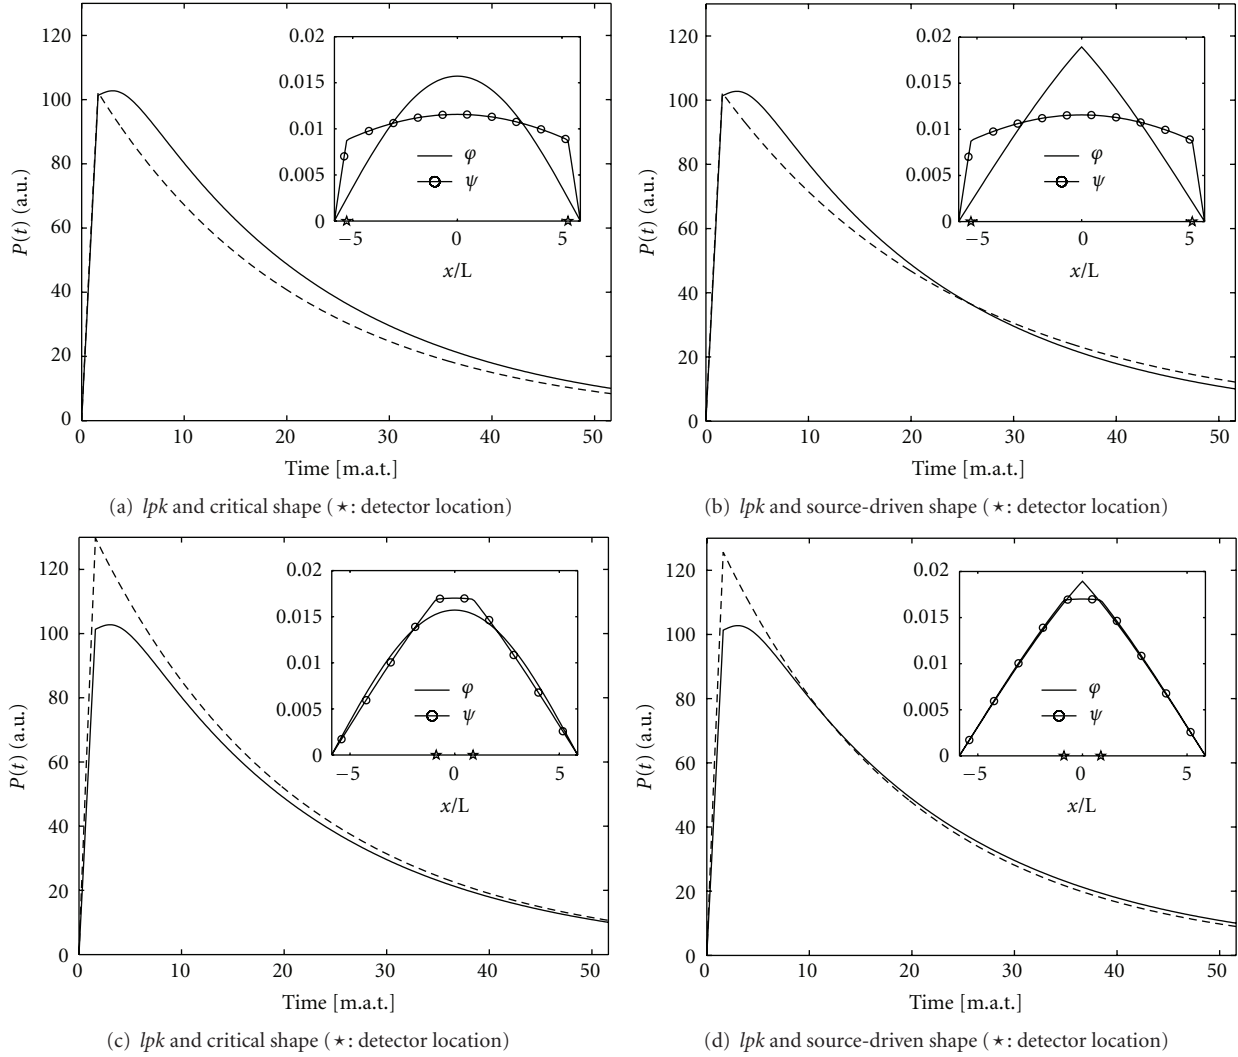 120
100
80
60
40
20
0
P(t) (a.u.)
0 10 20 30 40 50
Time [m.a.t.]
0.02
0.015
0.01
0.005
0
−5 0 5
x/L
φ
ψ
(a) lpk and critical shape (⋆: detector location)
120
100
80
60
40
20
0
P(t) (a.u.)
0 10 20 30 40 50
Time [m.a.t.]
0.02
0.015
0.01
0.005
0
−5 0 5
x/L
φ
ψ
(b) lpk and source-driven shape (⋆: detector location)
120
100
80
60
40
20
0
P(t) (a.u.)
0 10 20 30 40 50
Time [m.a.t.]
0.02
0.015
0.01
0.005
0
−5 0 5
x/L
φ
ψ
(c) lpk and critical shape (⋆: detector location)
120
100
80
60
40
20
0
P(t) (a.u.)
0 10 20 30 40 50
Time [m.a.t.]
0.02
0.015
0.01
0.005
0
−5 0 5
x/L
φ
ψ
(d) lpk and source-driven shape (⋆: detector location)